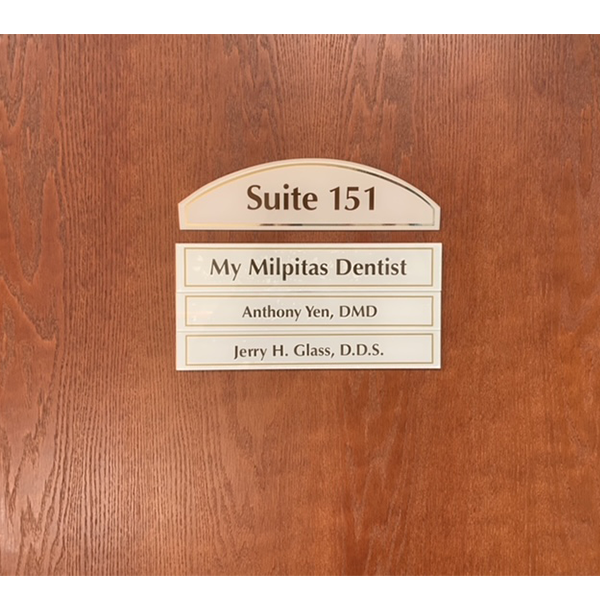 Suite 151
My Milpitas Dentist
Anthony Yen, DMD
Jerry H. Glass, D.D.S.